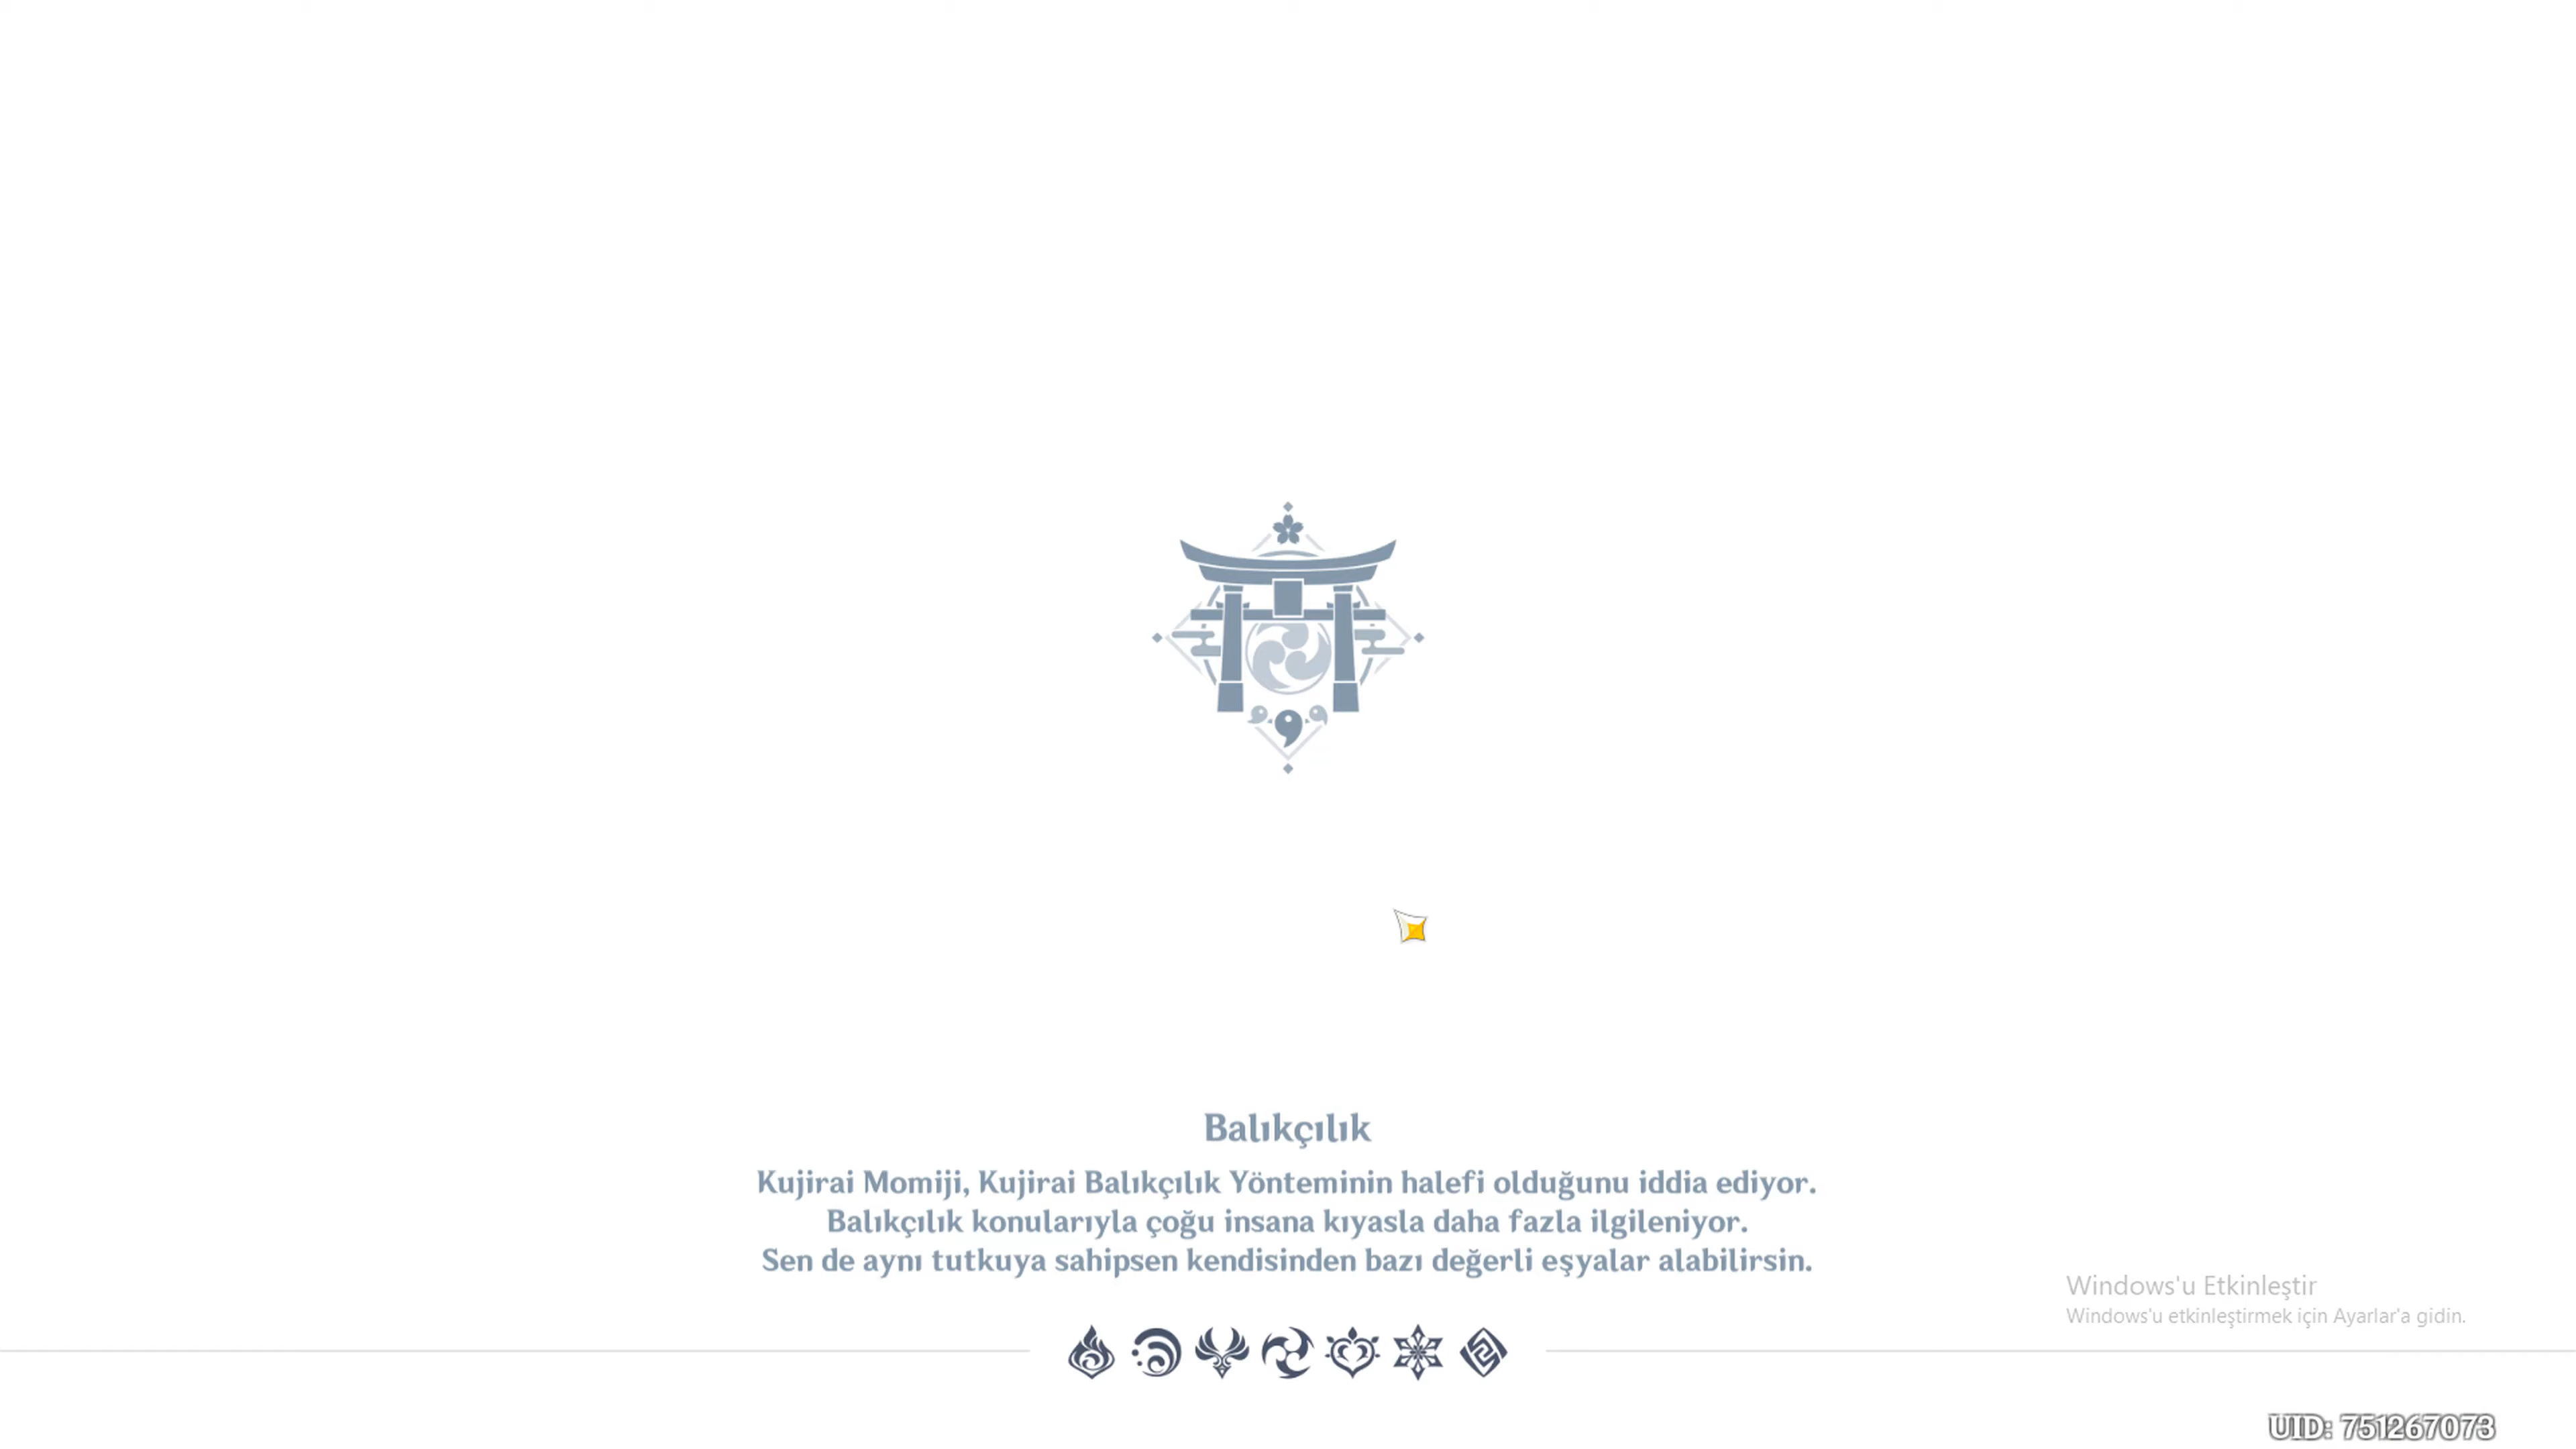 Balıkçılık
Kujirai Momiji, Kujirai Balıkçılık Yönteminin halefi olduğunu iddia ediyor.
Balıkçılık konularıyla çoğu insana kıyasla daha fazla ilgileniyor.
Sen de aynı tutkuya sahipsen kendisinden bazı değerli eşyalar alabilirsin.
Windows'u Etkinleştir
Windows'u etkinleştirmek için Ayarlar'a gidin.
UID: 751267073